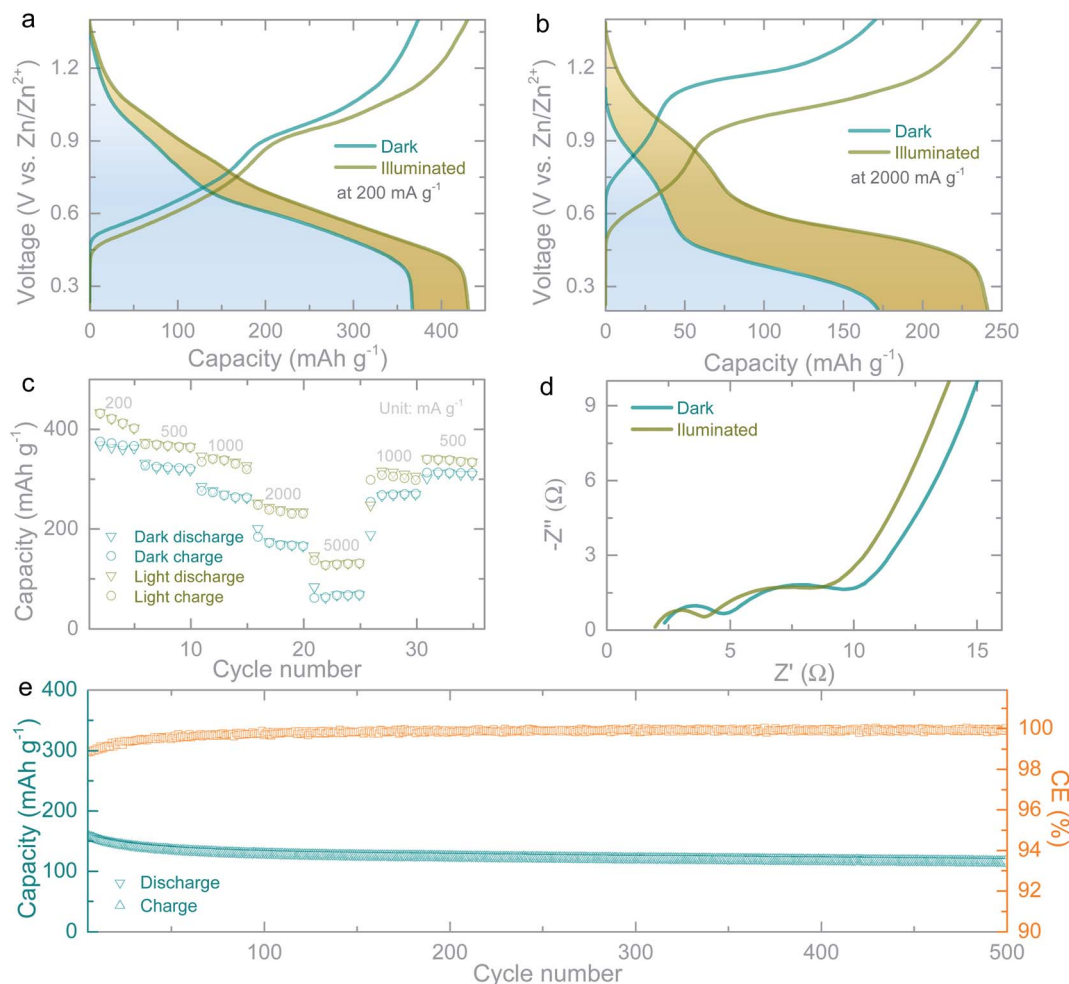 a
Voltage (V vs. Zn/Zn²⁺)
1.2
0.9
0.6
0.3
Dark
Illuminated
at 200 mA g⁻¹
0 100 200 300 400
Capacity (mAh g⁻¹)
b
Voltage (V vs. Zn/Zn²⁺)
1.2
0.9
0.6
0.3
Dark
Illuminated
at 2000 mA g⁻¹
0 50 100 150 200 250
Capacity (mAh g⁻¹)
c
Capacity (mAh g⁻¹)
400
200
0
200
500
1000
2000
5000
1000
500
Unit: mA g⁻¹
Dark discharge
Dark charge
Light discharge
Light charge
0 10 20 30
Cycle number
d
-Z" (Ω)
9
6
3
0
Dark
Iluminated
0 5 10 15
Z' (Ω)
e
Capacity (mAh g⁻¹)
400
300
200
100
0
Discharge
Charge
100 200 300 400 500
Cycle number
100
98
96
94
92
90
CE (%)